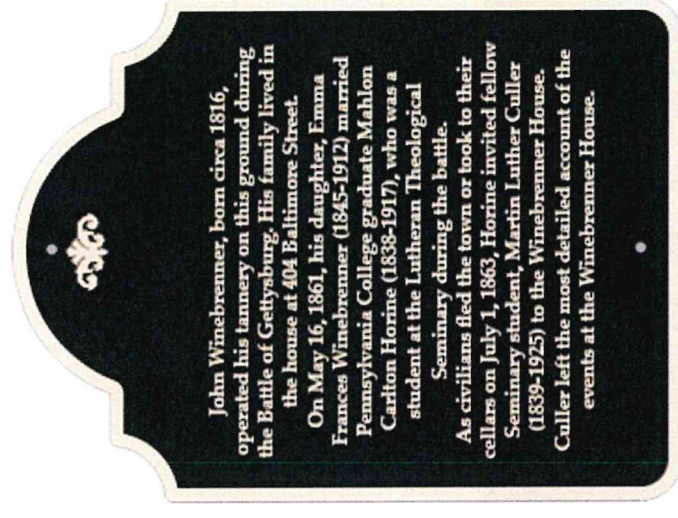 John Winebrenner, born circa 1816,
operated his tannery on this ground during
the Battle of Gettysburg. His family lived in
the house at 404 Baltimore Street.
On May 16, 1861, his daughter, Emma
Frances Winebrenner (1845-1912) married
Pennsylvania College graduate Mahlon
Carlton Horine (1838-1917), who was a
student at the Lutheran Theological
Seminary during the battle.
As civilians fled the town or took to their
cellars on July 1, 1863, Horine invited fellow
Seminary student, Martin Luther Culler
(1839-1925) to the Winebrenner House.
Culler left the most detailed account of the
events at the Winebrenner House.